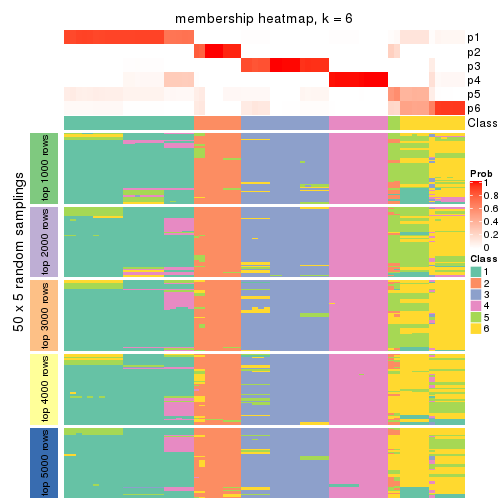 membership heatmap, k = 6
p1
p2
p3
p4
p5
p6
Class
50 x 5 random samplings
top 1000 rows
top 2000 rows
top 3000 rows
top 4000 rows
top 5000 rows
Prob
1
0.8
0.6
0.4
0.2
0
Class
1
2
3
4
5
6